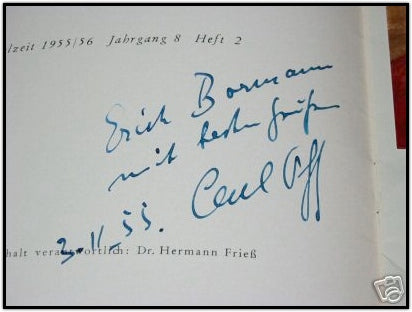 lzeit 1955/56 Jahrgang 8 Heft 2
Erich Bormann
mit besten Grüßen
Carl Orff
3.11.55.
halt verantwortlich: Dr. Hermann Frieß